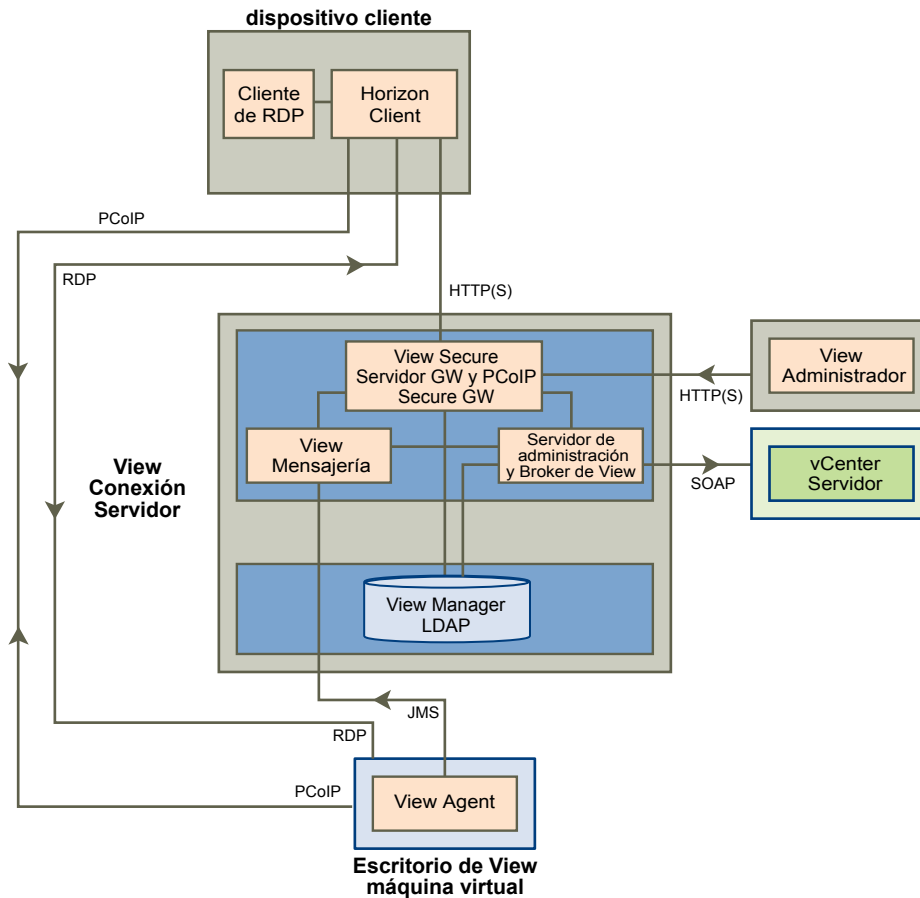 dispositivo cliente
Cliente
de RDP
Horizon
Client
PCoIP
RDP
HTTP(S)
View Secure
Servidor GW y PCoIP
Secure GW
View
Administrador
HTTP(S)
View
Mensajería
Servidor de
administración
y Broker de View
vCenter
Servidor
SOAP
View
Conexión
Servidor
View Manager
LDAP
JMS
RDP
PCoIP
View Agent
Escritorio de View
máquina virtual